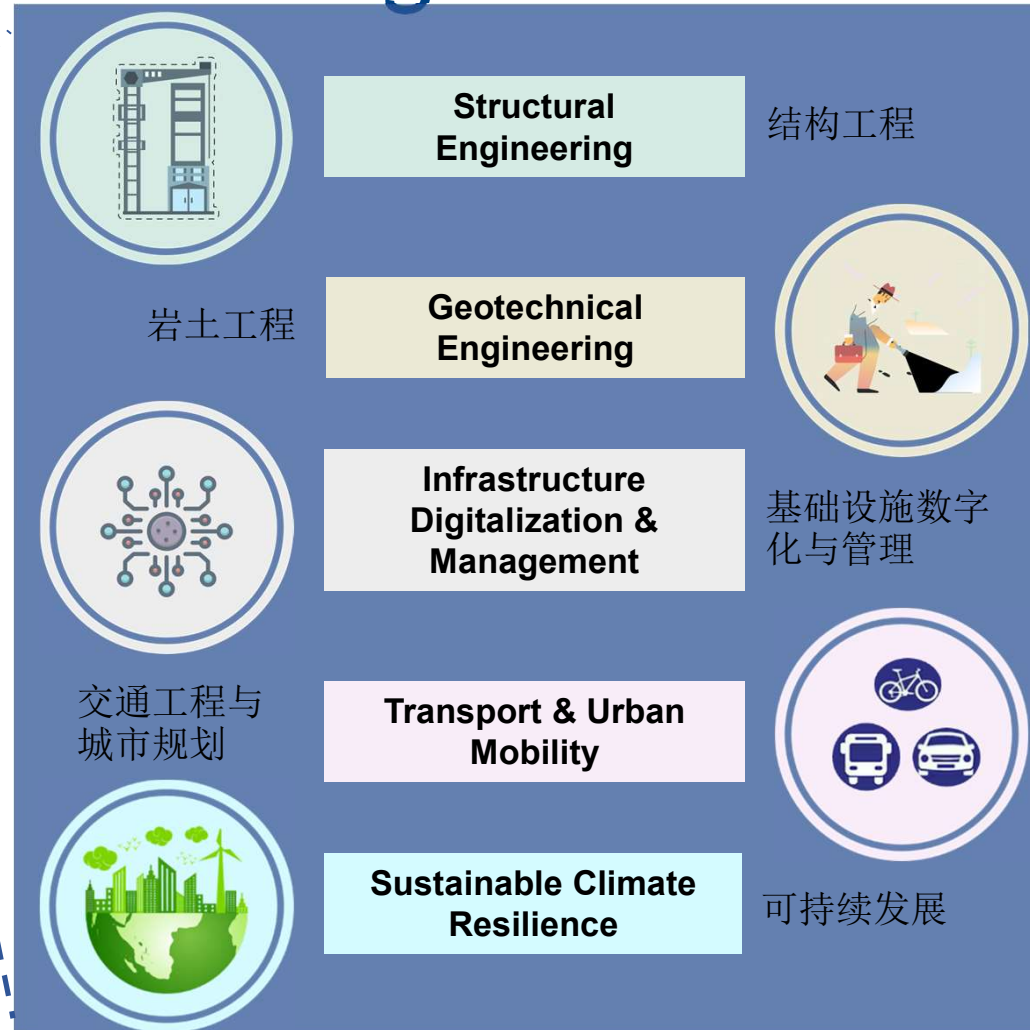 Structural
Engineering
结构工程
岩土工程
Geotechnical
Engineering
Infrastructure
Digitalization &
Management
基础设施数字
化与管理
交通工程与
城市规划
Transport & Urban
Mobility
Sustainable Climate
Resilience
可持续发展